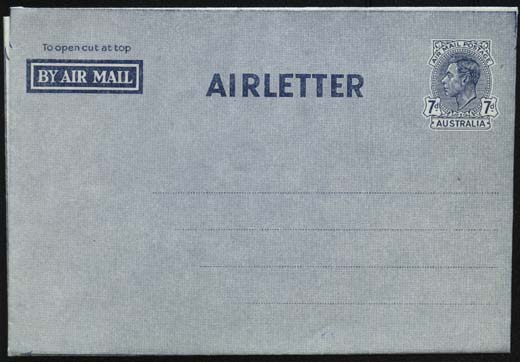 To open cut at top
BY AIR MAIL
AIRLETTER
AIR MAIL POSTAGE
7d 7d
AUSTRALIA